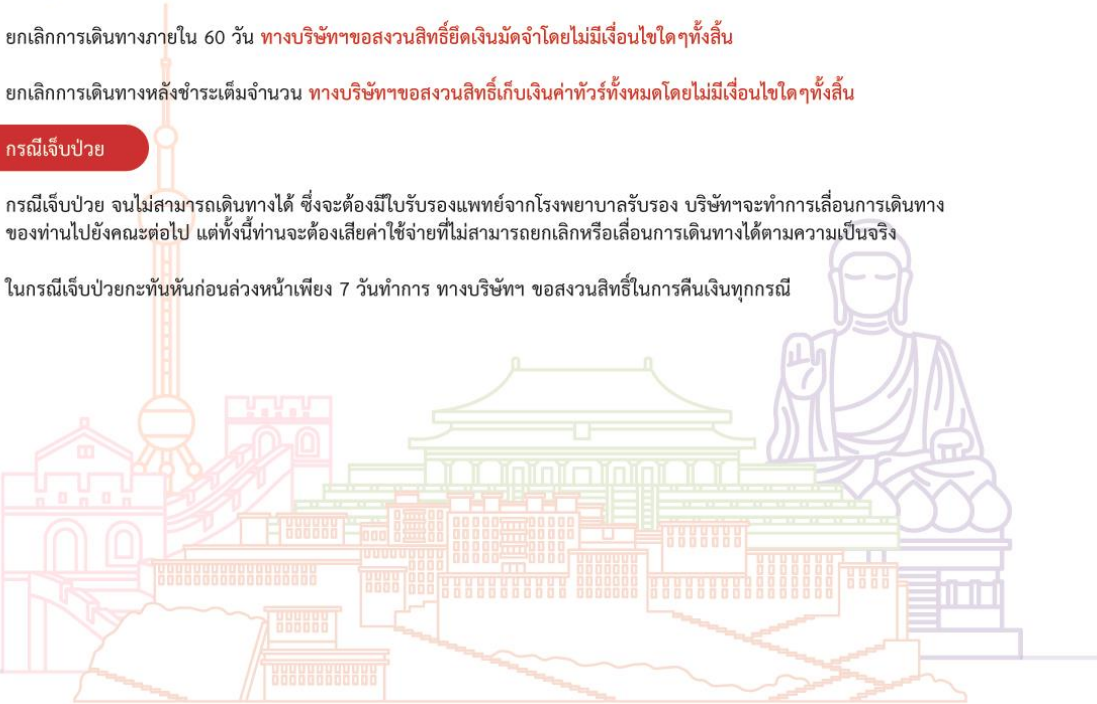 ยกเลิกการเดินทางภายใน 60 วัน ทางบริษัทฯขอสงวนสิทธิ์ยึดเงินมัดจำโดยไม่มีเงื่อนไขใดๆทั้งสิ้น
ยกเลิกการเดินทางหลังชำระเต็มจำนวน ทางบริษัทฯขอสงวนสิทธิ์เก็บเงินค่าทัวร์ทั้งหมดโดยไม่มีเงื่อนไขใดๆทั้งสิ้น
กรณีเจ็บป่วย
กรณีเจ็บป่วย จนไม่สามารถเดินทางได้ ซึ่งจะต้องมีใบรับรองแพทย์จากโรงพยาบาลรับรอง บริษัทฯจะทำการเลื่อนการเดินทาง
ของท่านไปยังคณะต่อไป แต่ทั้งนี้ท่านจะต้องเสียค่าใช้จ่ายที่ไม่สามารถยกเลิกหรือเลื่อนการเดินทางได้ตามความเป็นจริง
ในกรณีเจ็บป่วยกะทันหันก่อนล่วงหน้าเพียง 7 วันทำการ ทางบริษัทฯ ขอสงวนสิทธิ์ในการคืนเงินทุกกรณี